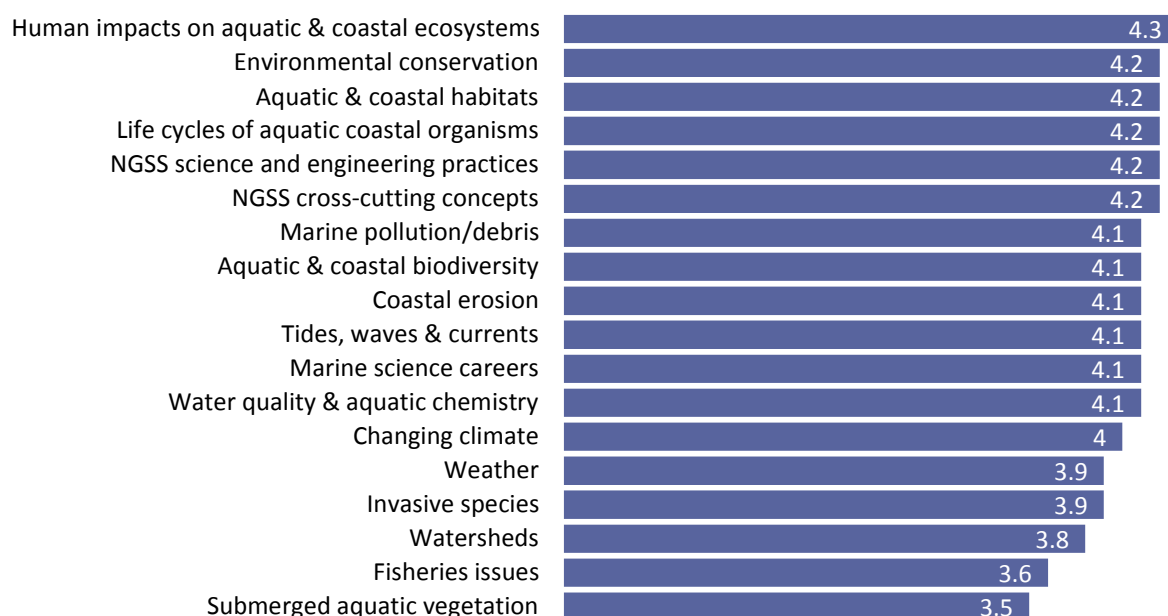 Human impacts on aquatic & coastal ecosystems 4.3
Environmental conservation 4.2
Aquatic & coastal habitats 4.2
Life cycles of aquatic coastal organisms 4.2
NGSS science and engineering practices 4.2
NGSS cross-cutting concepts 4.2
Marine pollution/debris 4.1
Aquatic & coastal biodiversity 4.1
Coastal erosion 4.1
Tides, waves & currents 4.1
Marine science careers 4.1
Water quality & aquatic chemistry 4.1
Changing climate 4
Weather 3.9
Invasive species 3.9
Watersheds 3.8
Fisheries issues 3.6
Submerged aquatic vegetation 3.5